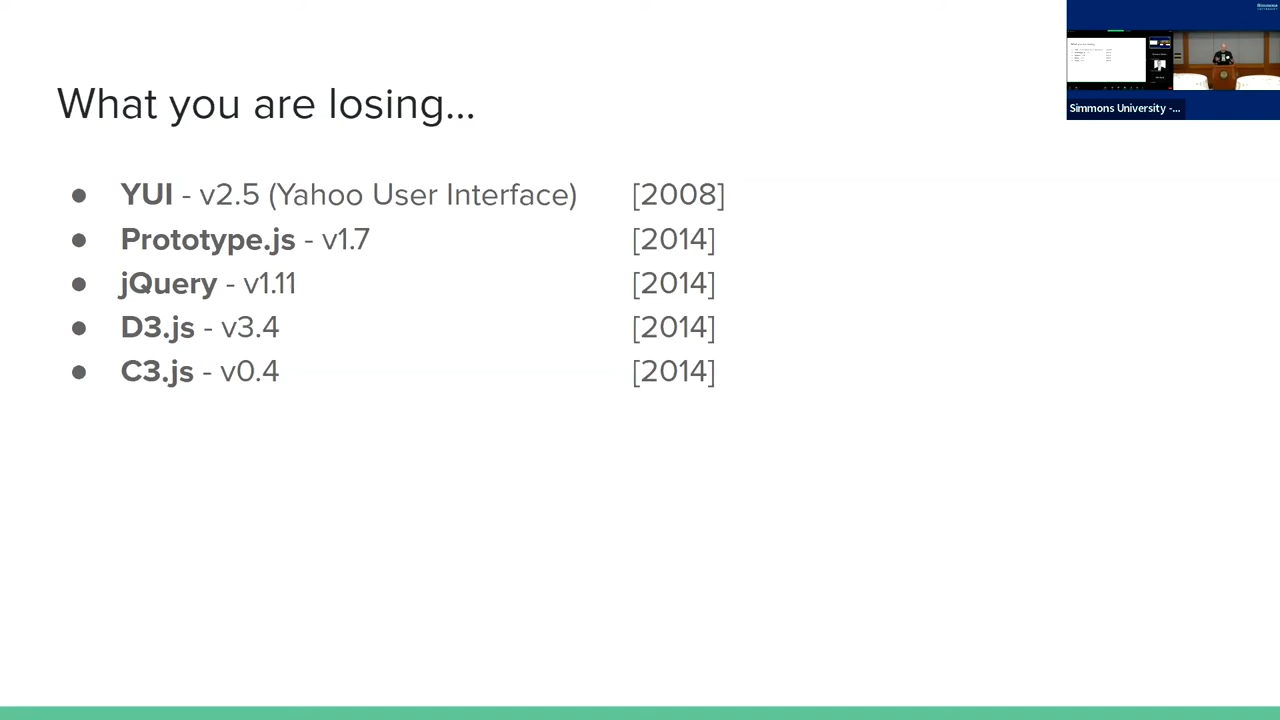 Simmons
What you are losing...
Simmons University -...
● YUI - v2.5 (Yahoo User Interface) [2008]
● Prototype.js - v1.7 [2014]
● jQuery - v1.11 [2014]
● D3.js - v3.4 [2014]
● C3.js - v0.4 [2014]